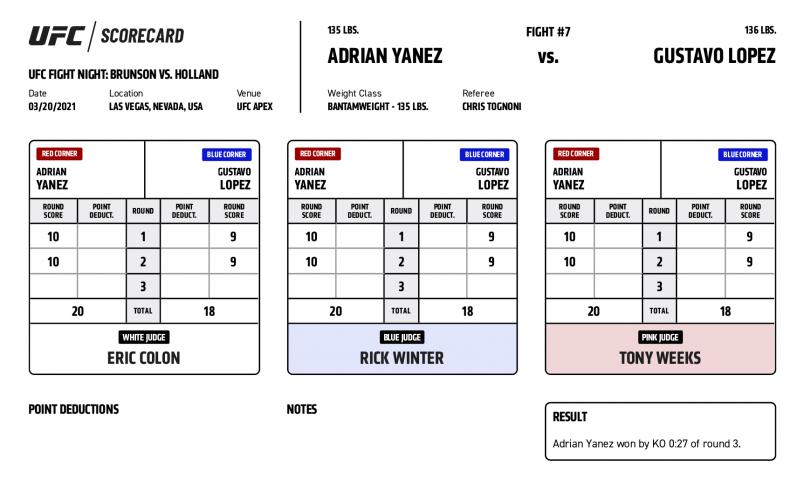 UFC / SCORECARD
UFC FIGHT NIGHT: BRUNSON VS. HOLLAND
Date Location Venue
03/20/2021 LAS VEGAS, NEVADA, USA UFC APEX
135 LBS. FIGHT #7 136 LBS.
ADRIAN YANEZ vs. GUSTAVO LOPEZ
Weight Class Referee
BANTAMWEIGHT - 135 LBS. CHRIS TOGNONI
RED CORNER BLUE CORNER
ADRIAN GUSTAVO
YANEZ LOPEZ
ROUND POINT ROUND POINT ROUND
SCORE DEDUCT. DEDUCT. SCORE
10 1 9
10 2 9
3
20 TOTAL 18
WHITE JUDGE
ERIC COLON
RED CORNER BLUE CORNER
ADRIAN GUSTAVO
YANEZ LOPEZ
ROUND POINT ROUND POINT ROUND
SCORE DEDUCT. DEDUCT. SCORE
10 1 9
10 2 9
3
20 TOTAL 18
BLUE JUDGE
RICK WINTER
RED CORNER BLUE CORNER
ADRIAN GUSTAVO
YANEZ LOPEZ
ROUND POINT ROUND POINT ROUND
SCORE DEDUCT. DEDUCT. SCORE
10 1 9
10 2 9
3
20 TOTAL 18
PINK JUDGE
TONY WEEKS
POINT DEDUCTIONS
NOTES
RESULT
Adrian Yanez won by KO 0:27 of round 3.